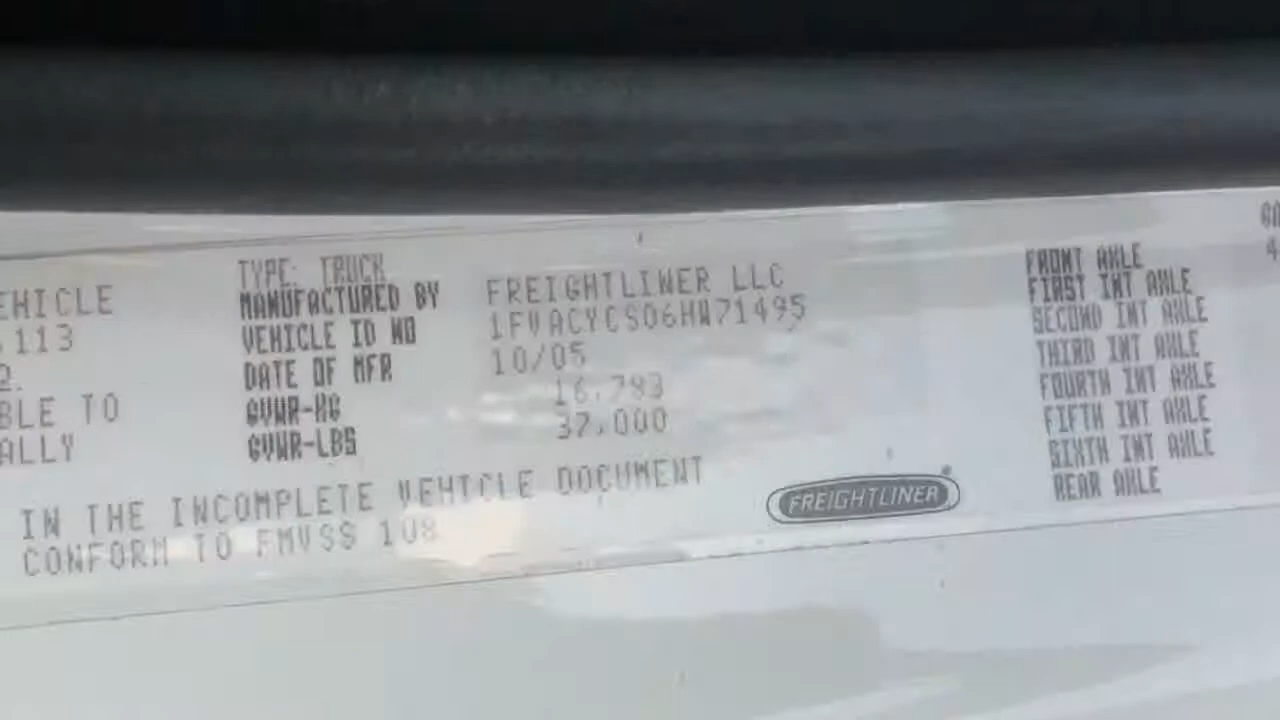 EHICLE
113
BLE TO
ALLY
TYPE: TRUCK
MANUFACTURED BY FREIGHTLINER LLC
VEHICLE ID NO 1FVACYCS06HW71495
DATE OF MFR 10/05
GVWR-KG 16,783
GVWR-LBS 37,000
IN THE INCOMPLETE VEHICLE DOCUMENT
CONFORM TO FMVSS 108
FREIGHTLINER
FRONT AXLE 4
FIRST INT AXLE
SECOND INT AXLE
THIRD INT AXLE
FOURTH INT AXLE
FIFTH INT AXLE
SIXTH INT AXLE
REAR AXLE